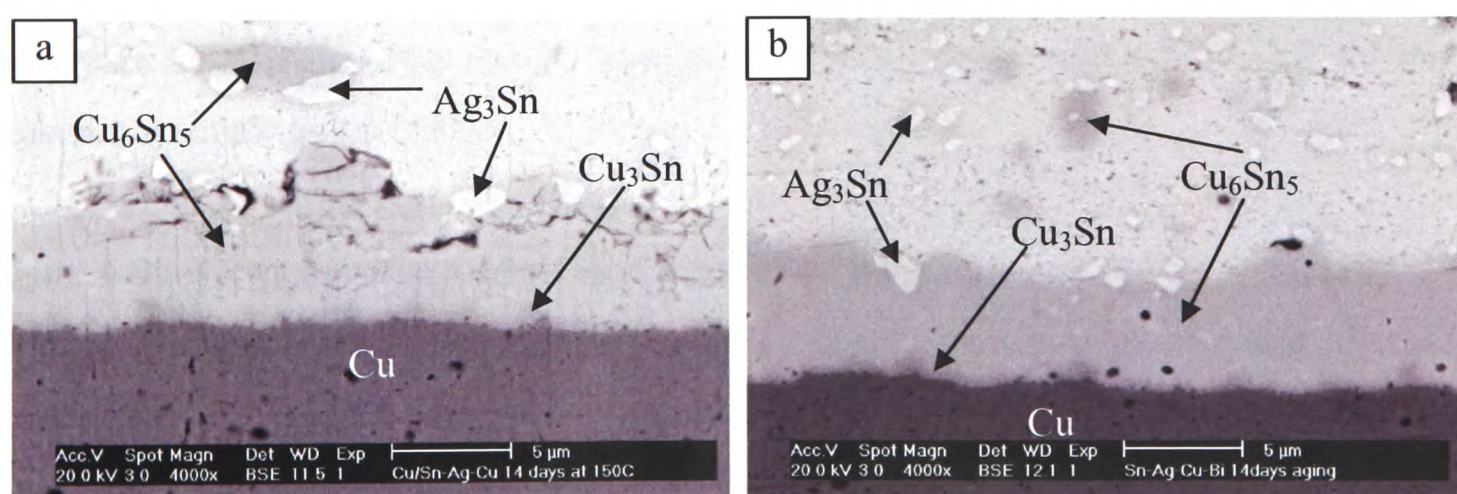 a
Ag₃Sn
Cu₆Sn₅
Cu₃Sn
Cu
Acc.V Spot Magn Det WD Exp 5 µm
20.0 kV 3.0 4000x BSE 11.5 1 Cu/Sn-Ag-Cu 14 days at 150C
b
Ag₃Sn
Cu₆Sn₅
Cu₃Sn
Cu
Acc.V Spot Magn Det WD Exp 5 µm
20.0 kV 3.0 4000x BSE 12.1 1 Sn-Ag-Cu-Bi 14days aging